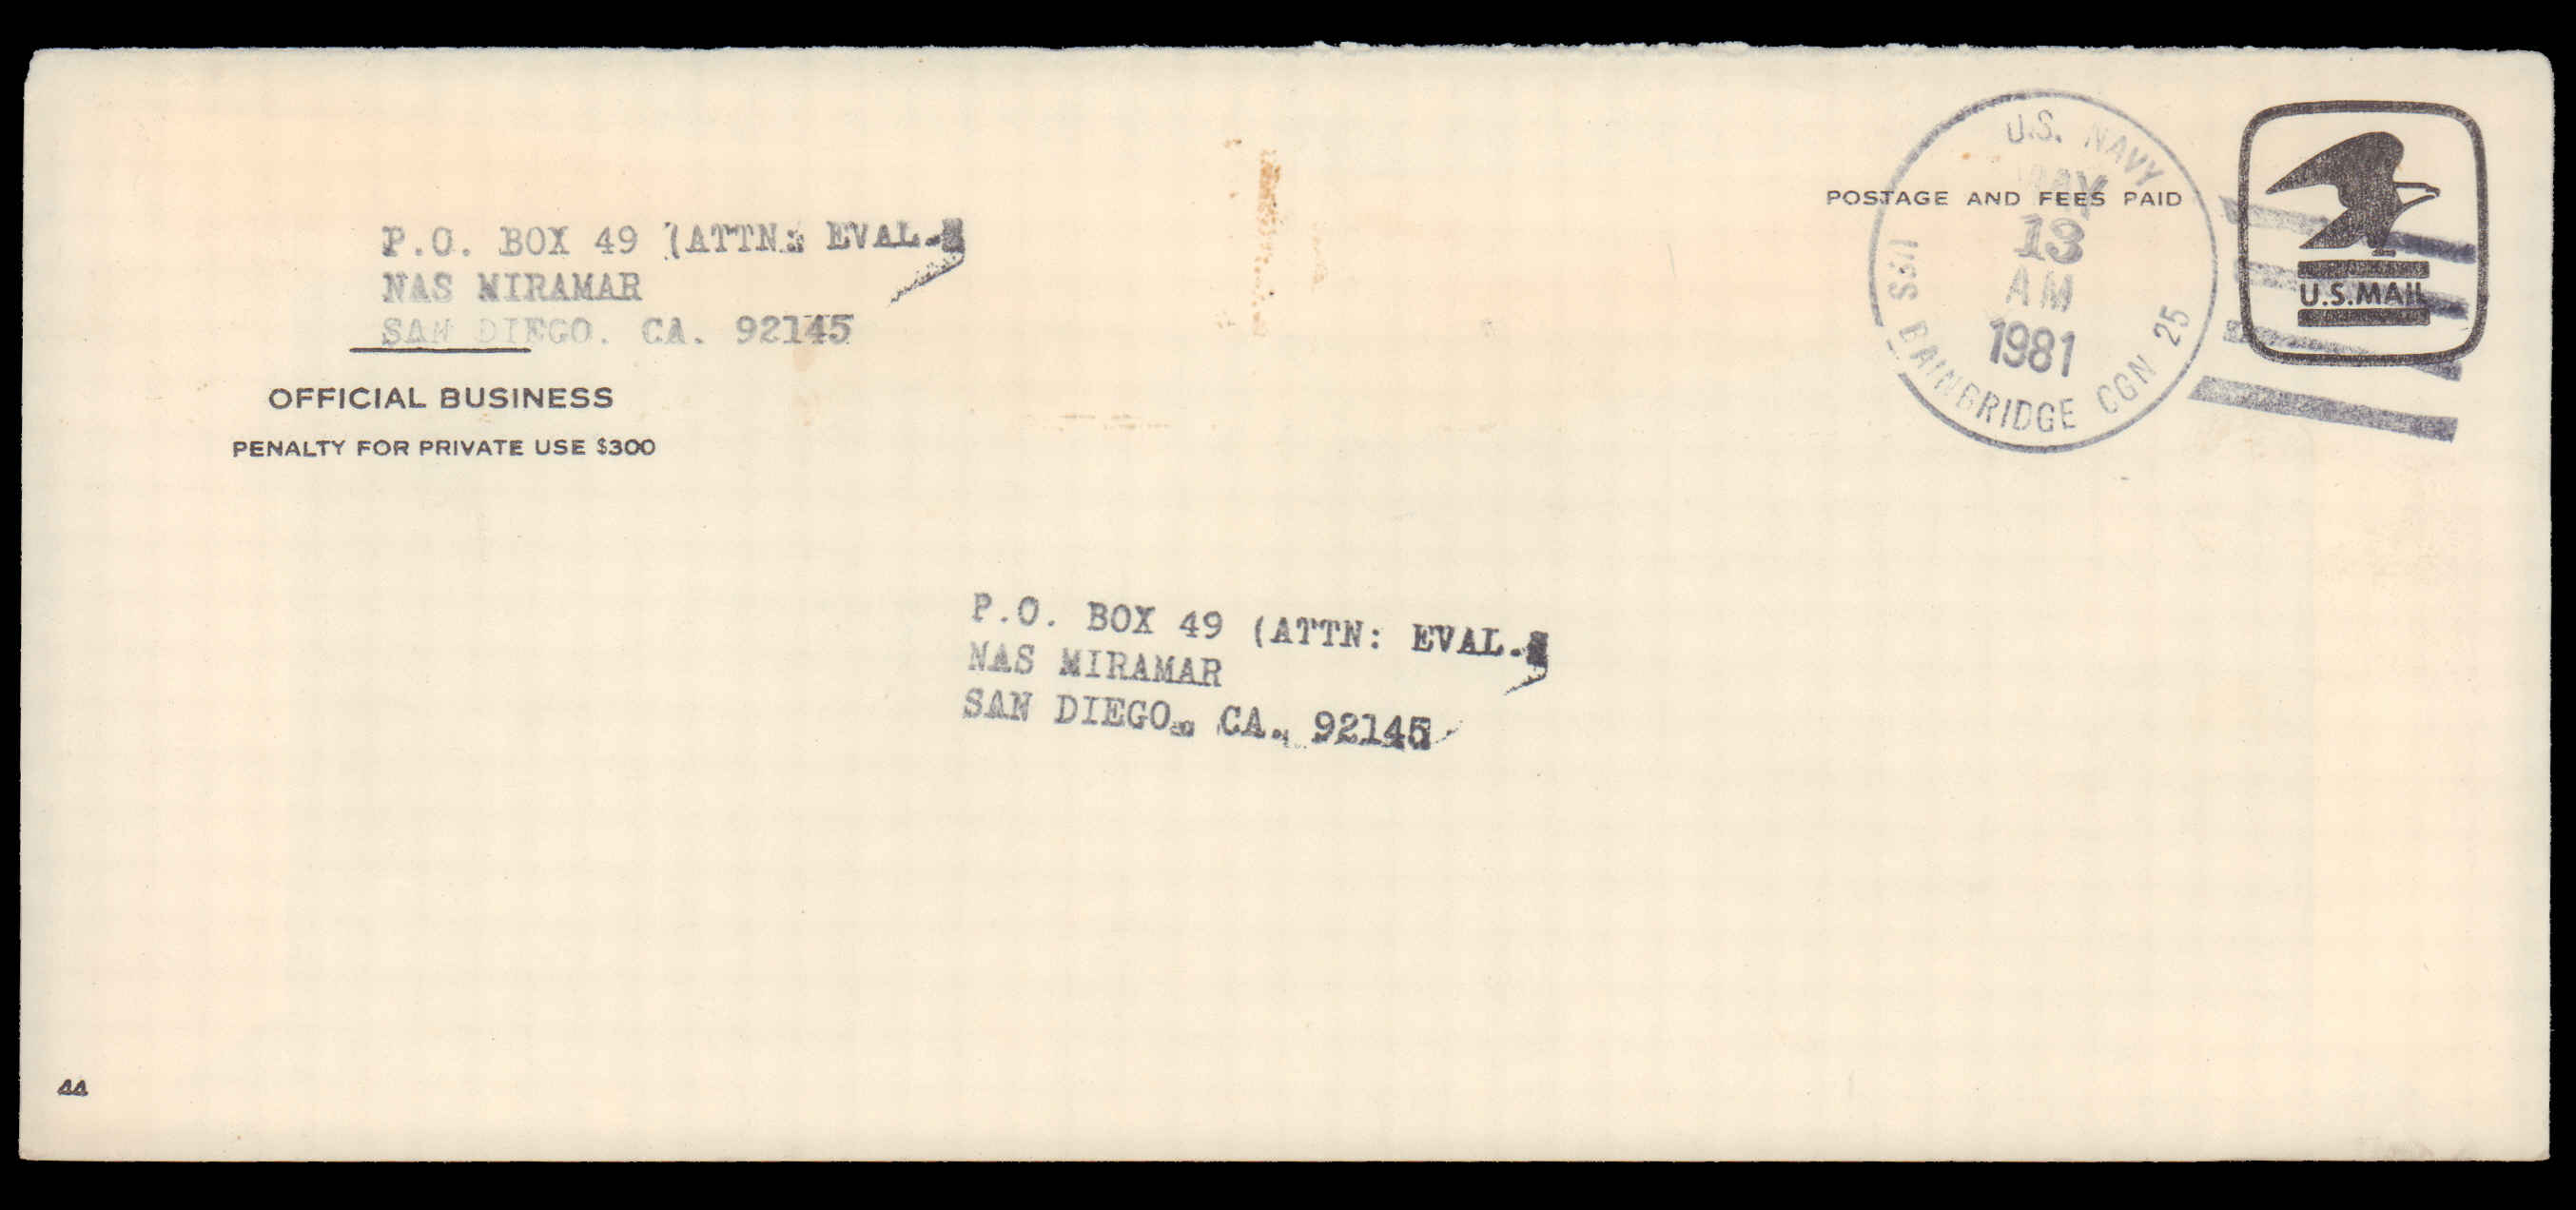 P.O. BOX 49 (ATTN: EVAL.
NAS MIRAMAR
SAN DIEGO. CA. 92145
OFFICIAL BUSINESS
PENALTY FOR PRIVATE USE $300
POSTAGE AND FEES PAID
U.S. NAVY
MAY
13
AM
1981
USS BAINBRIDGE CGN 25
U.S.MAIL
P.O. BOX 49 (ATTN: EVAL.
NAS MIRAMAR
SAN DIEGO. CA. 92145
44